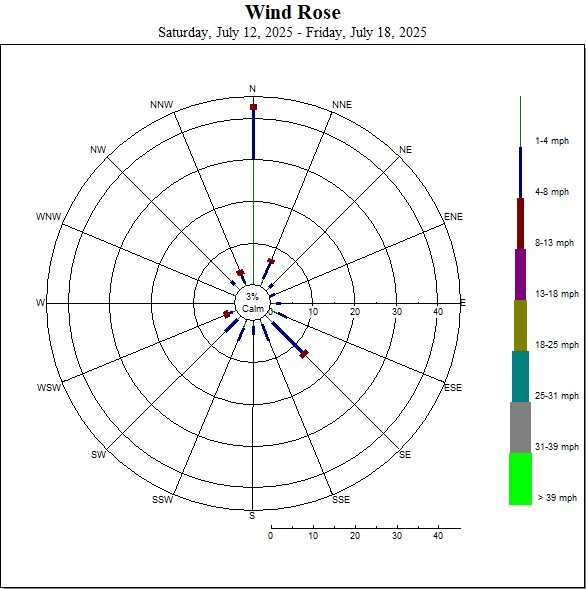 Wind Rose
Saturday, July 12, 2025 - Friday, July 18, 2025
N
NNW
NNE
NW
NE
1-4 mph
4-8 mph
WNW
ENE
8-13 mph
13-18 mph
3%
Calm
W
E
0 10 20 30 40
18-25 mph
WSW
ESE
25-31 mph
31-39 mph
SW
SE
SSW
SSE
> 39 mph
S
0 10 20 30 40